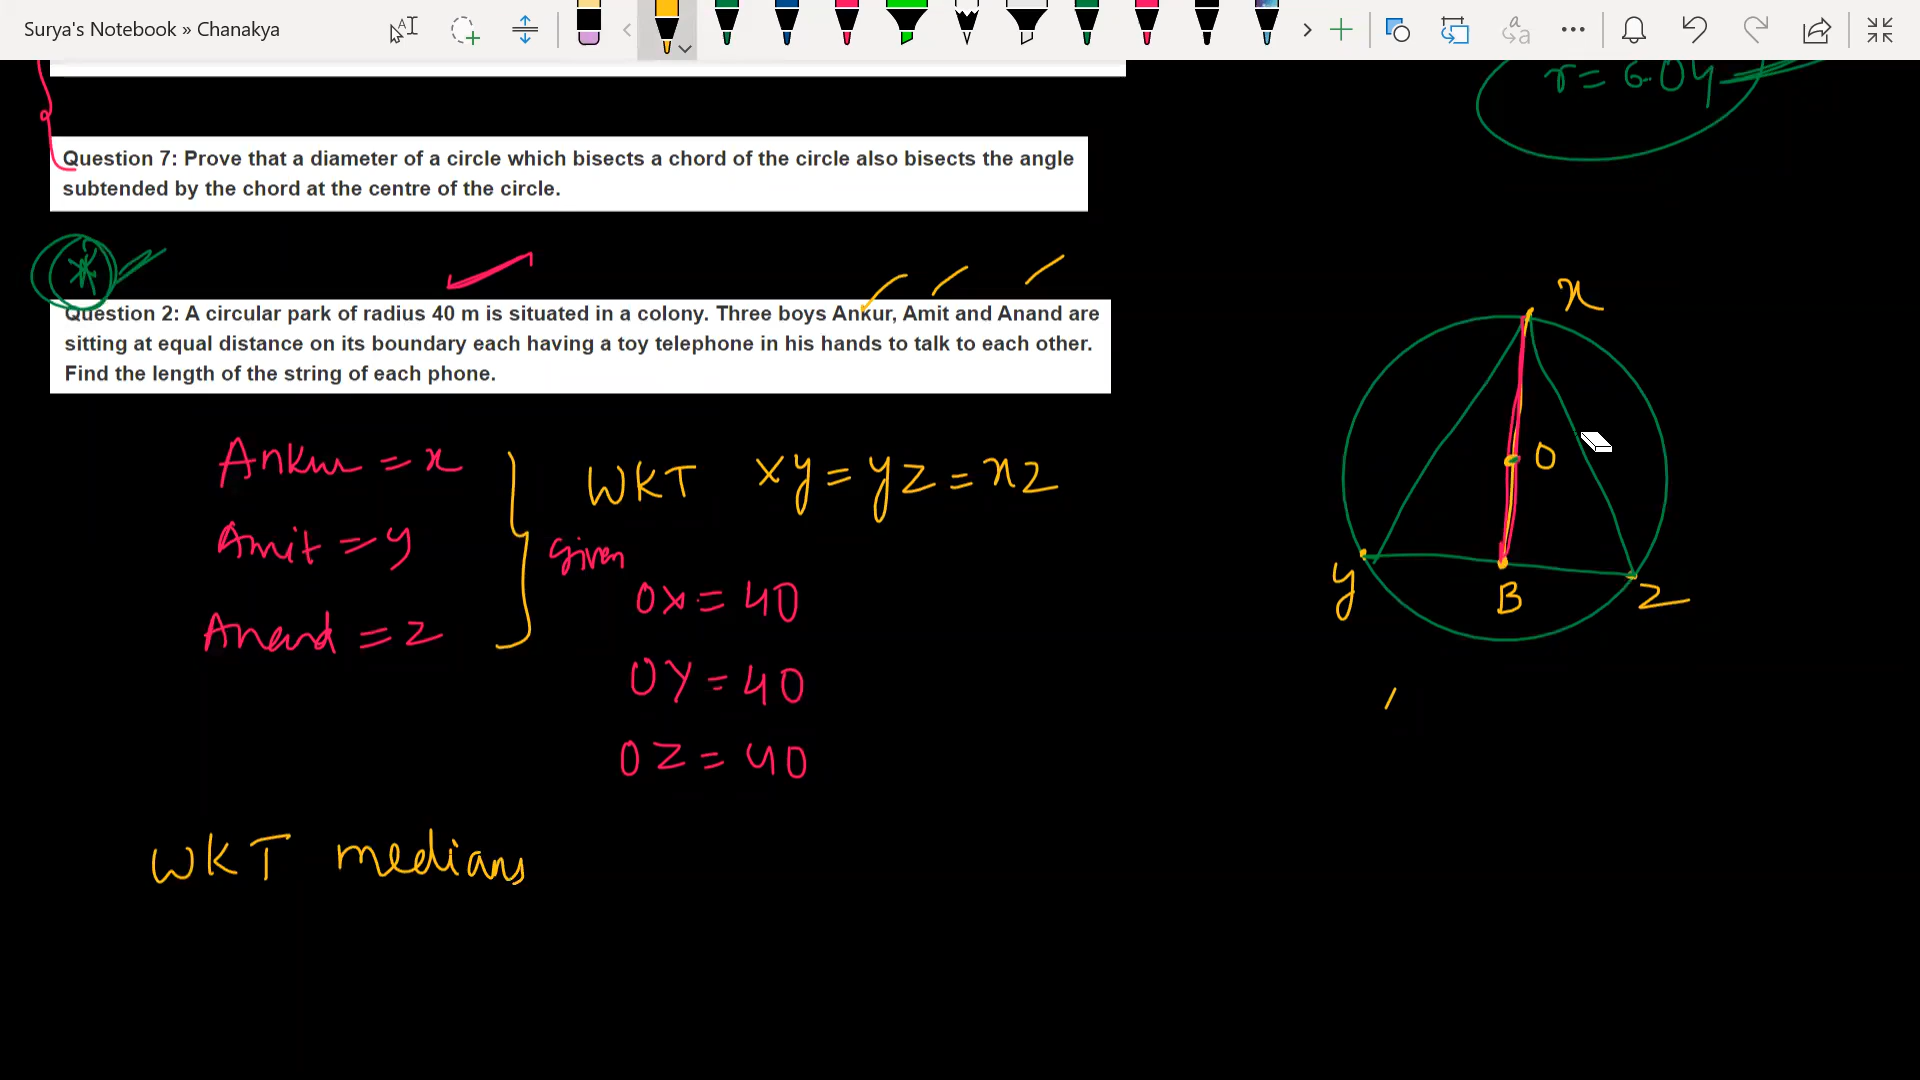 Surya's Notebook » Chanakya
r = 6.04
Question 7: Prove that a diameter of a circle which bisects a chord of the circle also bisects the angle
subtended by the chord at the centre of the circle.
Question 2: A circular park of radius 40 m is situated in a colony. Three boys Ankur, Amit and Anand are
sitting at equal distance on its boundary each having a toy telephone in his hands to talk to each other.
Find the length of the string of each phone.
Ankur = x
Amit = y
Anand = z
given
WKT xy = yz = xz
OX = 40
OY = 40
OZ = 40
WKT medians
x
O
y
B
z